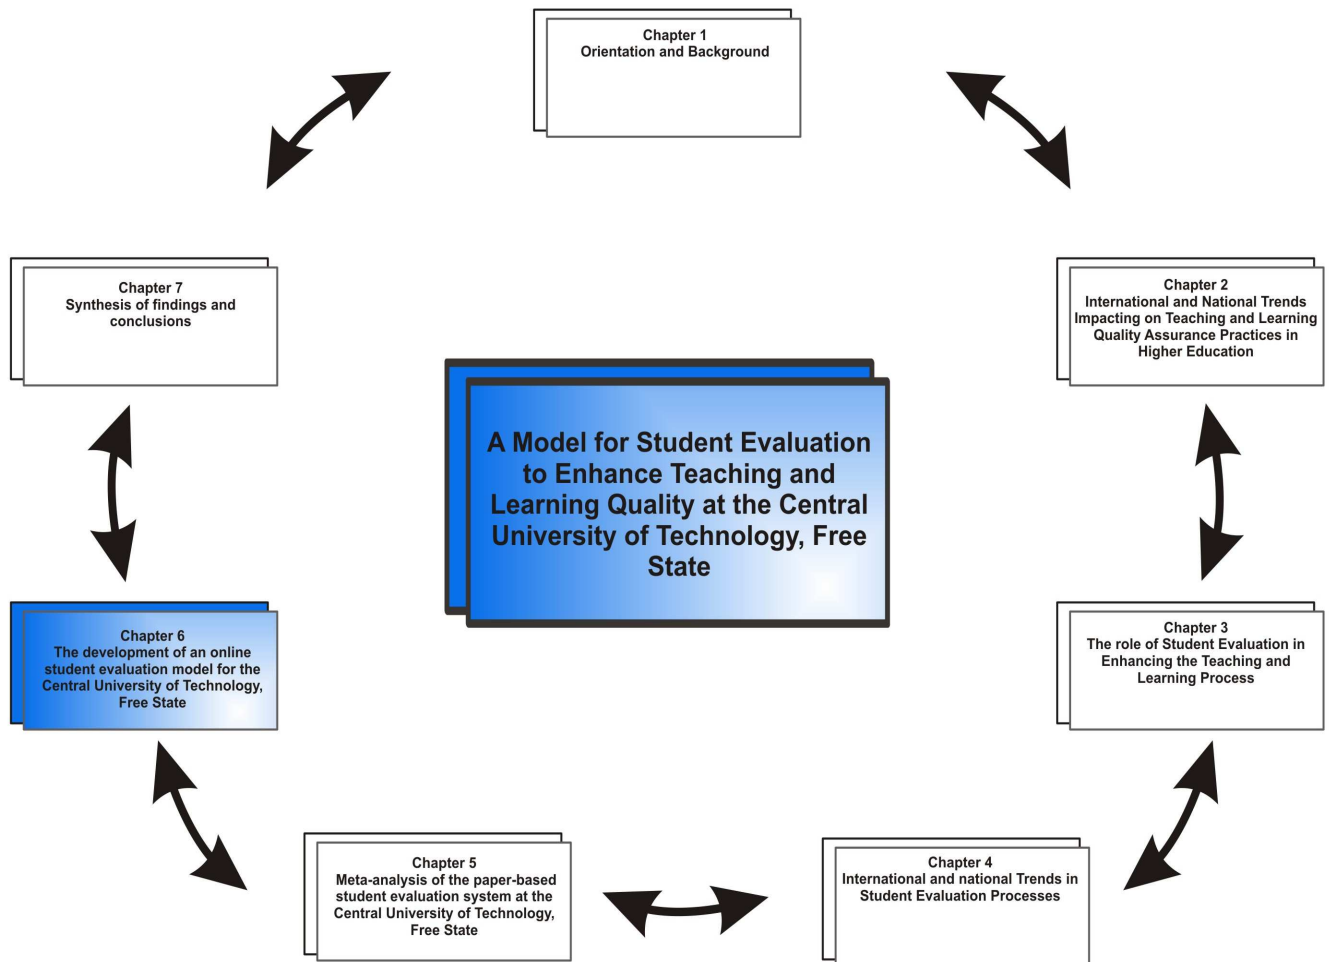 Chapter 1
Orientation and Background
Chapter 7
Synthesis of findings and
conclusions
Chapter 2
International and National Trends
Impacting on Teaching and Learning
Quality Assurance Practices in
Higher Education
A Model for Student Evaluation
to Enhance Teaching and
Learning Quality at the Central
University of Technology, Free
State
Chapter 6
The development of an online
student evaluation model for the
Central University of Technology,
Free State
Chapter 3
The role of Student Evaluation in
Enhancing the Teaching and
Learning Process
Chapter 5
Meta-analysis of the paper-based
student evaluation system at the
Central University of Technology,
Free State
Chapter 4
International and national Trends in
Student Evaluation Processes